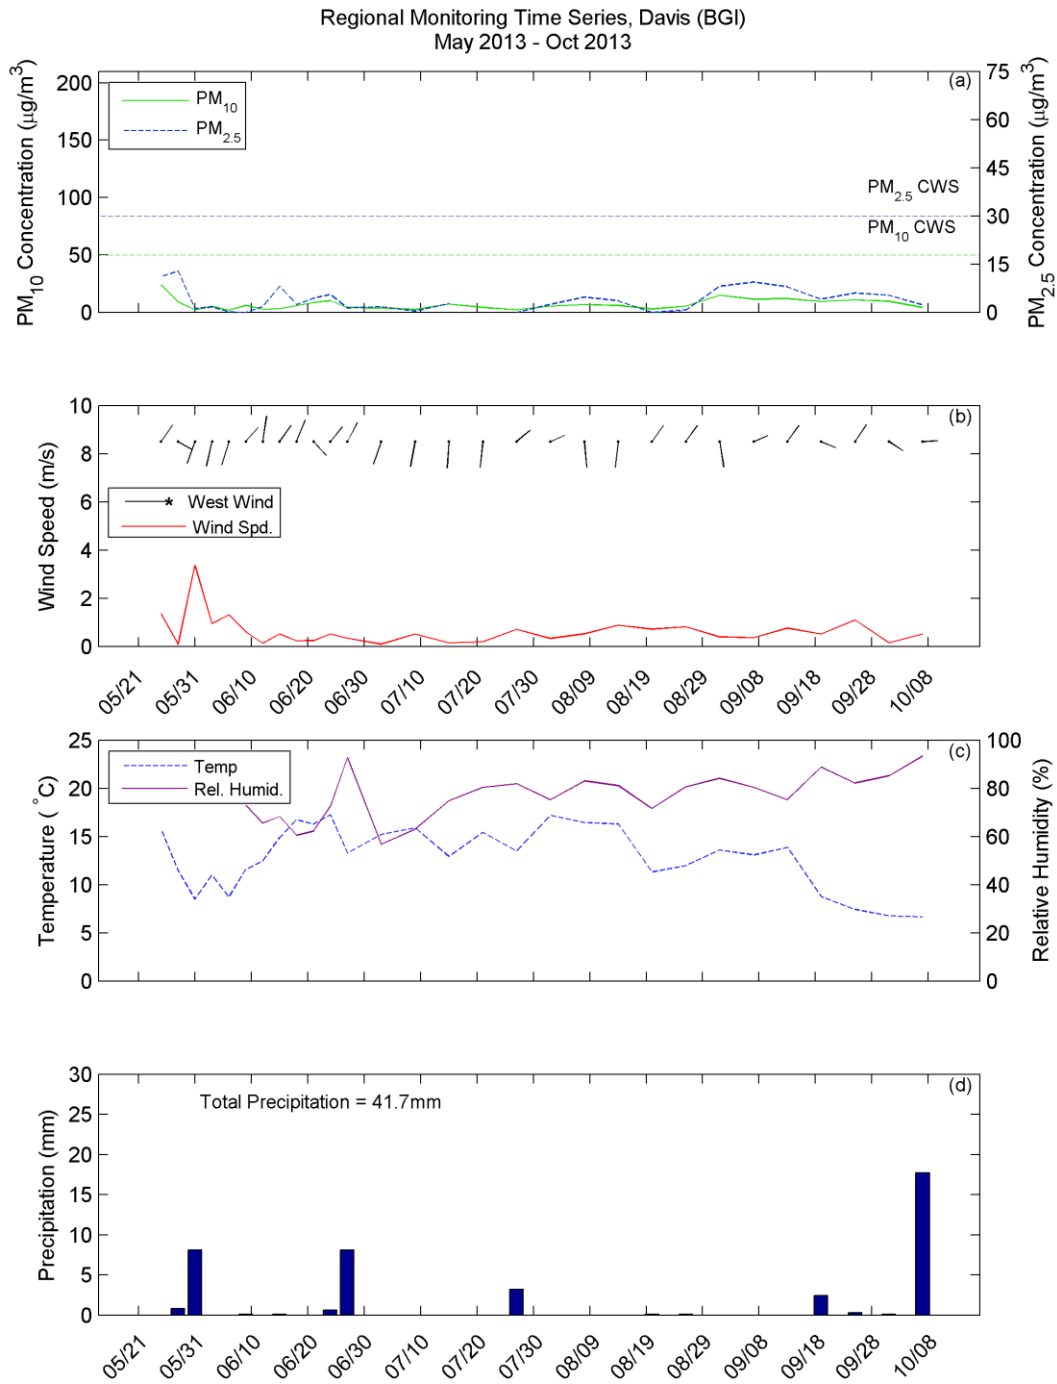 Regional Monitoring Time Series, Davis (BGI)
May 2013 - Oct 2013
(a)
PM10 Concentration (μg/m³)
200
150
100
50
0
PM10
PM2.5
PM2.5 CWS
PM10 CWS
75
60
45
30
15
0
PM2.5 Concentration (μg/m³)
(b)
Wind Speed (m/s)
10
8
6
4
2
0
West Wind
Wind Spd.
05/21 05/31 06/10 06/20 06/30 07/10 07/20 07/30 08/09 08/19 08/29 09/08 09/18 09/28 10/08
(c)
Temperature (°C)
25
20
15
10
5
0
Temp
Rel. Humid.
100
80
60
40
20
0
Relative Humidity (%)
(d)
Precipitation (mm)
30
25
20
15
10
5
0
Total Precipitation = 41.7mm
05/21 05/31 06/10 06/20 06/30 07/10 07/20 07/30 08/09 08/19 08/29 09/08 09/18 09/28 10/08